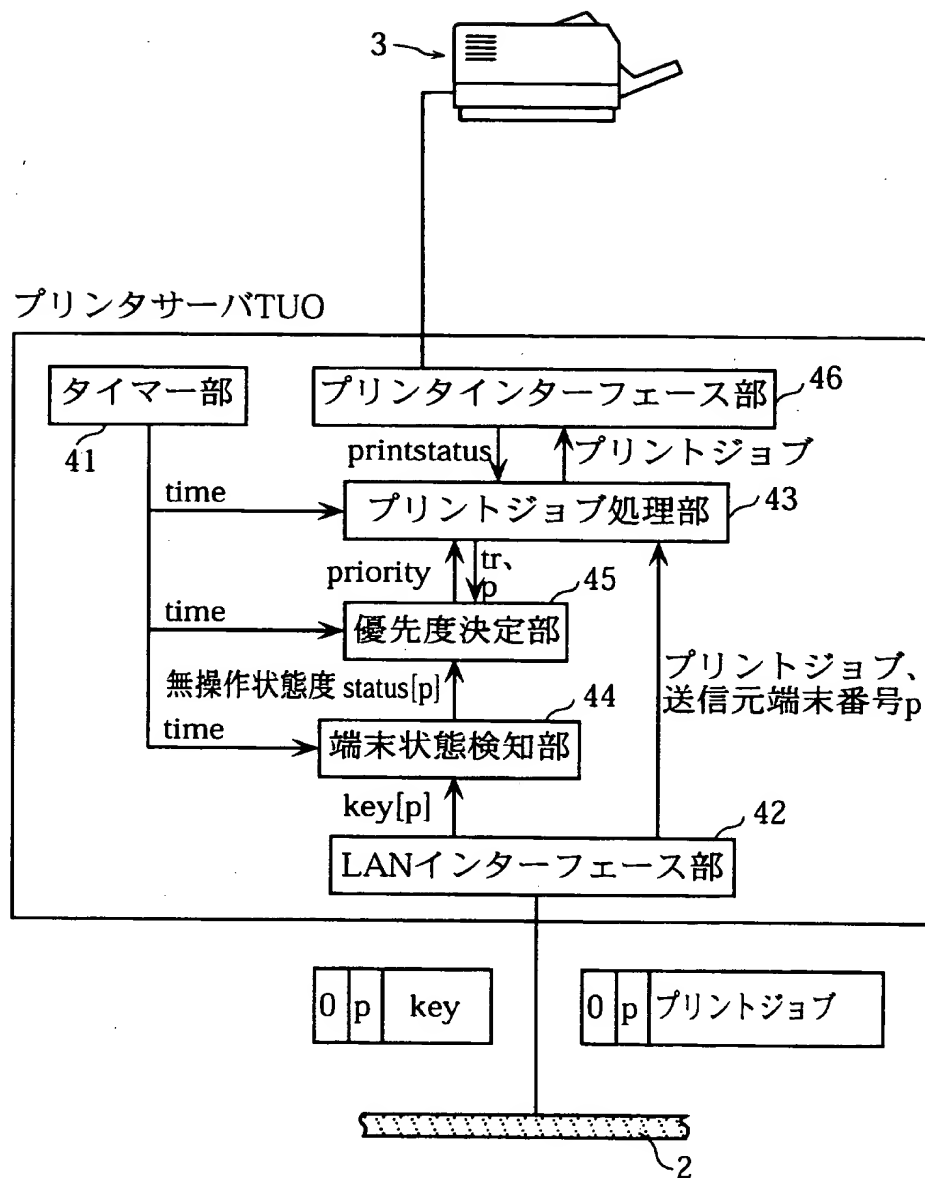 3
プリンタサーバTUO
タイマー部
41
プリンタインターフェース部
46
printstatus
プリントジョブ
time
プリントジョブ処理部
43
priority
tr、
p
45
time
優先度決定部
プリントジョブ、
送信元端末番号p
無操作状態度 status[p]
44
time
端末状態検知部
key[p]
42
LANインターフェース部
0 p key
0 p プリントジョブ
2